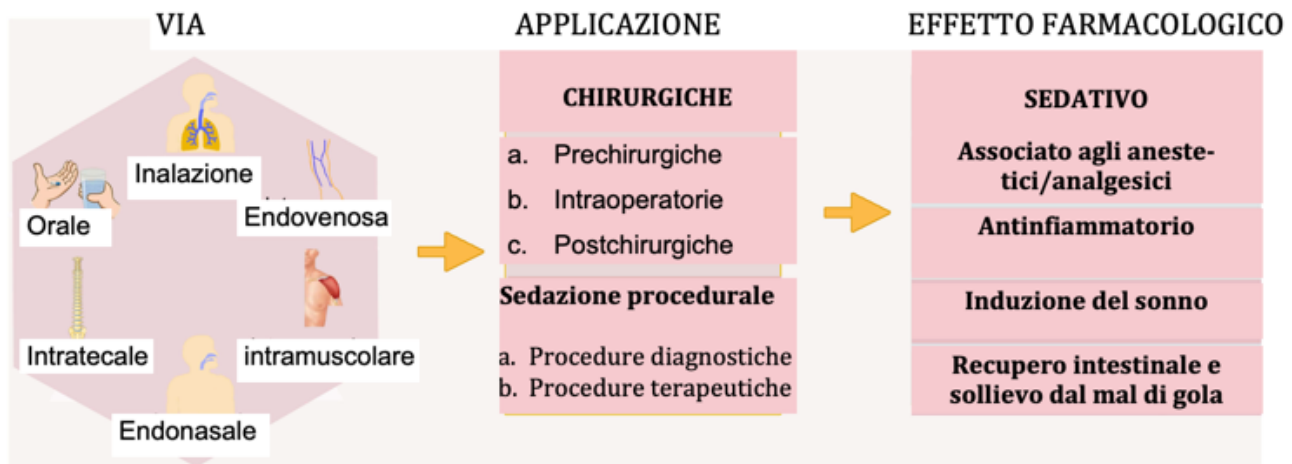 VIA
Inalazione
Orale
Endovenosa
Intratecale
intramuscolare
Endonasale
APPLICAZIONE
CHIRURGICHE
a. Prechirurgiche
b. Intraoperatorie
c. Postchirurgiche
Sedazione procedurale
a. Procedure diagnostiche
b. Procedure terapeutiche
EFFETTO FARMACOLOGICO
SEDATIVO
Associato agli aneste-
tici/analgesici
Antinfiammatorio
Induzione del sonno
Recupero intestinale e
sollievo dal mal di gola